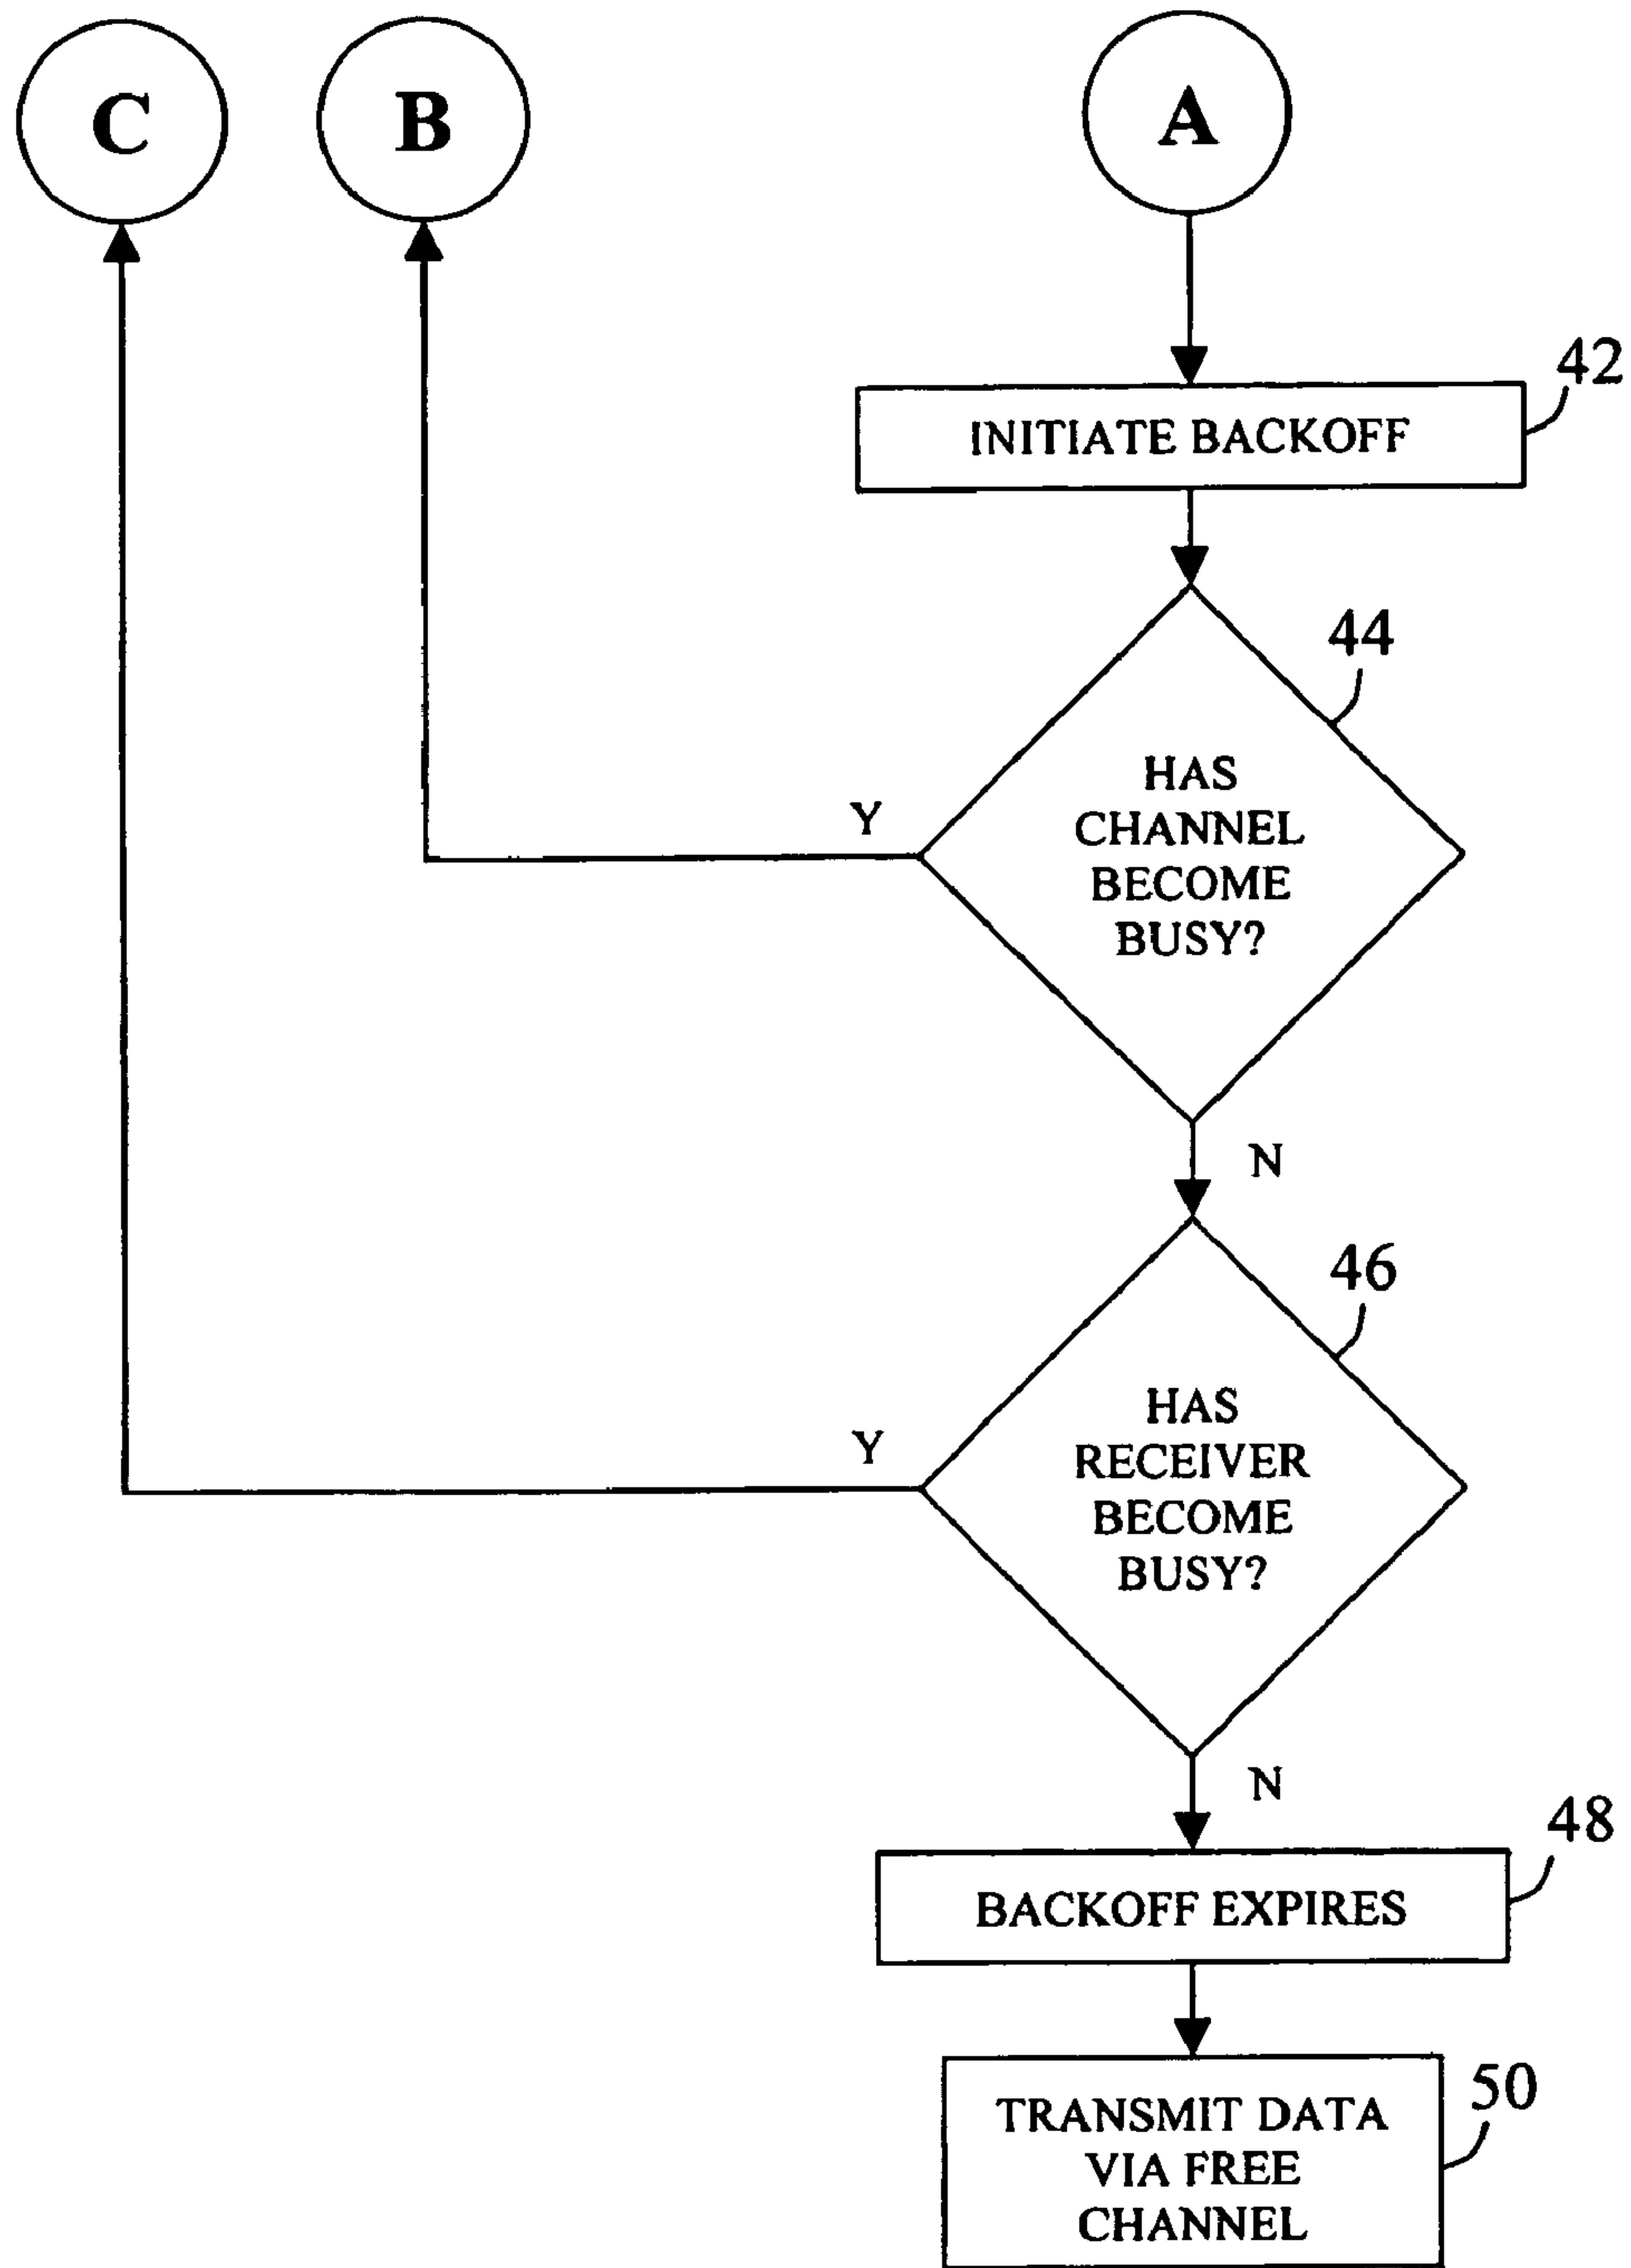 C
B
A
42
INITIATE BACKOFF
44
HAS
CHANNEL
BECOME
BUSY?
Y
N
46
HAS
RECEIVER
BECOME
BUSY?
Y
N
48
BACKOFF EXPIRES
50
TRANSMIT DATA
VIA FREE
CHANNEL